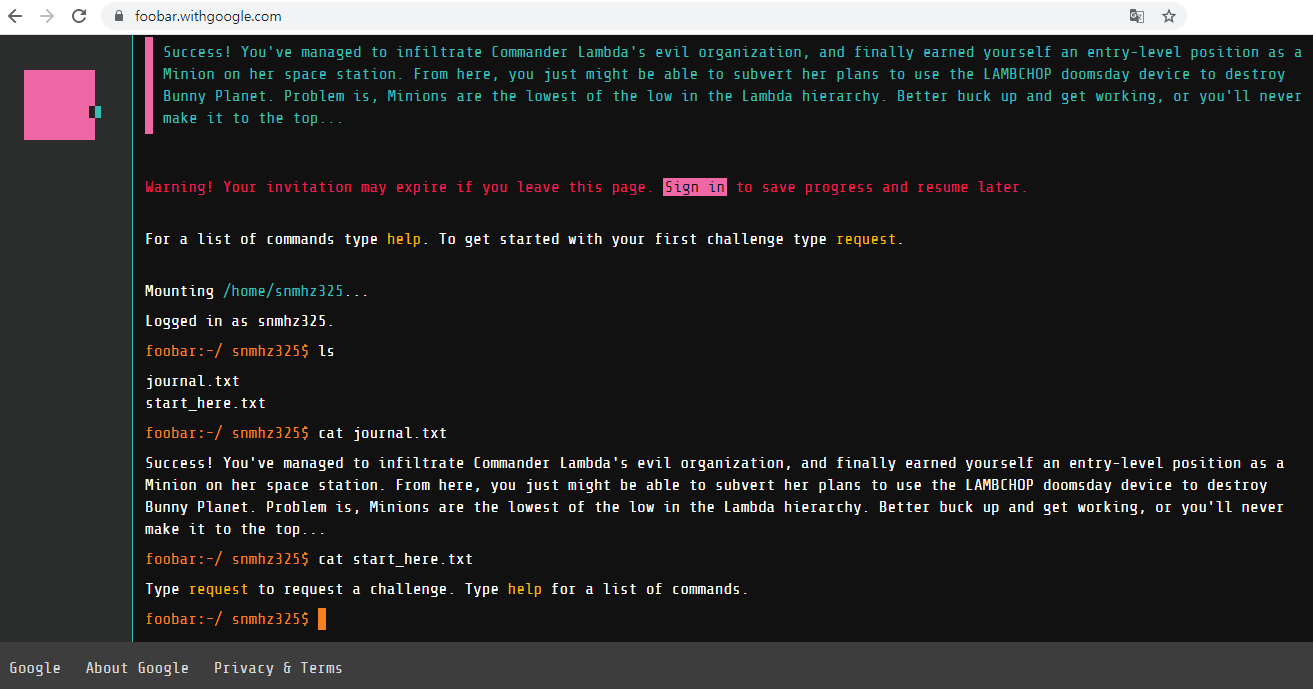 foobar.withgoogle.com
Success! You've managed to infiltrate Commander Lambda's evil organization, and finally earned yourself an entry-level position as a
Minion on her space station. From here, you just might be able to subvert her plans to use the LAMBCHOP doomsday device to destroy
Bunny Planet. Problem is, Minions are the lowest of the low in the Lambda hierarchy. Better buck up and get working, or you'll never
make it to the top...
Warning! Your invitation may expire if you leave this page. Sign in to save progress and resume later.
For a list of commands type help. To get started with your first challenge type request.
Mounting /home/snmhz325...
Logged in as snmhz325.
foobar:~/ snmhz325$ ls
journal.txt
start_here.txt
foobar:~/ snmhz325$ cat journal.txt
Success! You've managed to infiltrate Commander Lambda's evil organization, and finally earned yourself an entry-level position as a
Minion on her space station. From here, you just might be able to subvert her plans to use the LAMBCHOP doomsday device to destroy
Bunny Planet. Problem is, Minions are the lowest of the low in the Lambda hierarchy. Better buck up and get working, or you'll never
make it to the top...
foobar:~/ snmhz325$ cat start_here.txt
Type request to request a challenge. Type help for a list of commands.
foobar:~/ snmhz325$
Google About Google Privacy & Terms